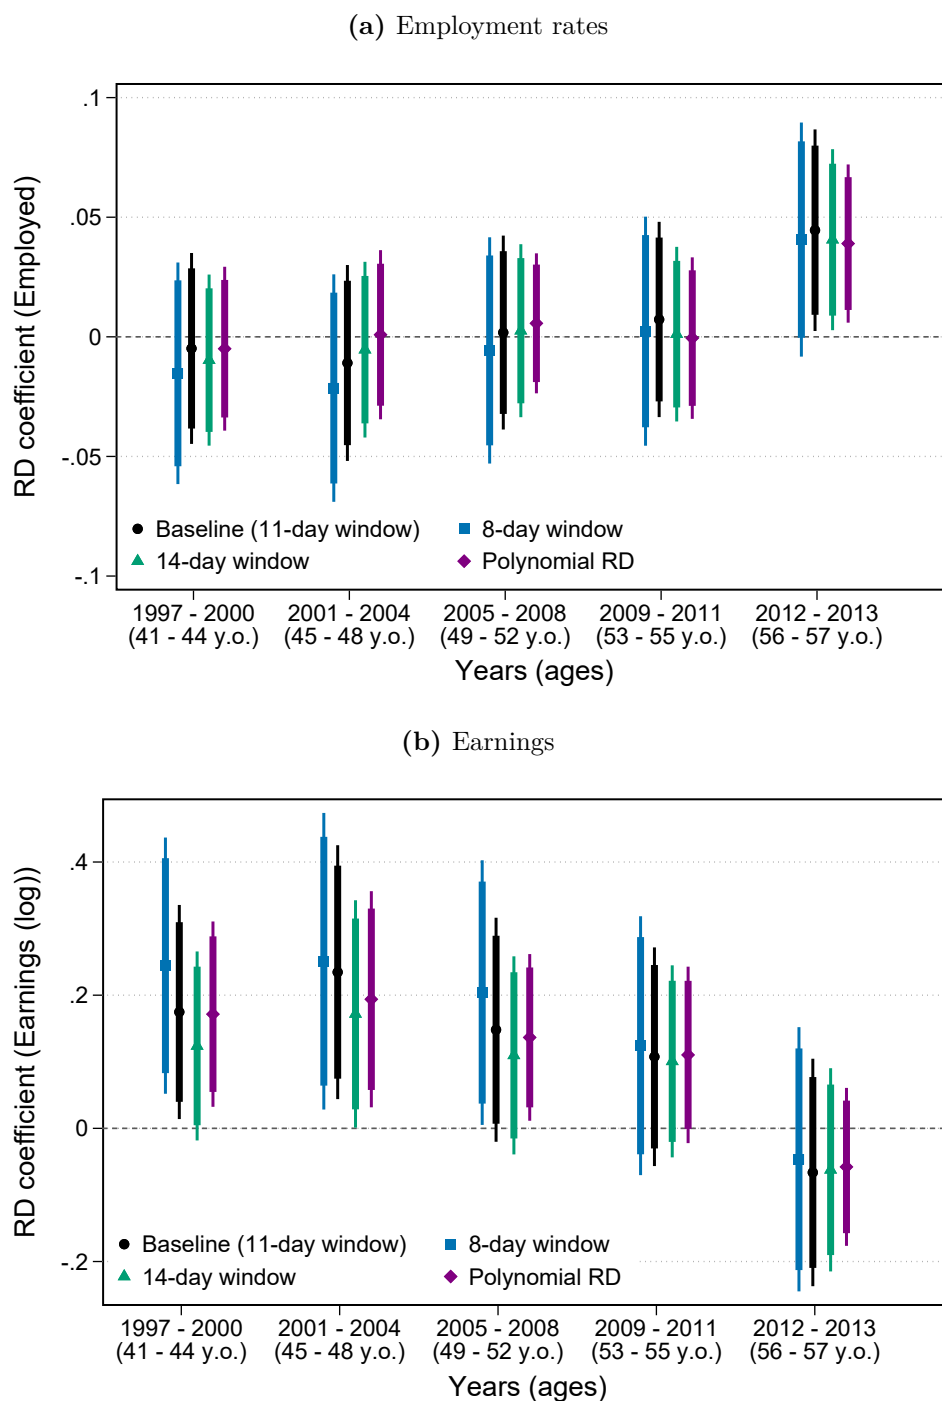 (a) Employment rates
RD coefficient (Employed)
.1
.05
0
-.05
-.1
Baseline (11-day window)
8-day window
14-day window
Polynomial RD
1997 - 2000
(41 - 44 y.o.)
2001 - 2004
(45 - 48 y.o.)
2005 - 2008
(49 - 52 y.o.)
2009 - 2011
(53 - 55 y.o.)
2012 - 2013
(56 - 57 y.o.)
Years (ages)
(b) Earnings
RD coefficient (Earnings (log))
.4
.2
0
-.2
Baseline (11-day window)
8-day window
14-day window
Polynomial RD
1997 - 2000
(41 - 44 y.o.)
2001 - 2004
(45 - 48 y.o.)
2005 - 2008
(49 - 52 y.o.)
2009 - 2011
(53 - 55 y.o.)
2012 - 2013
(56 - 57 y.o.)
Years (ages)